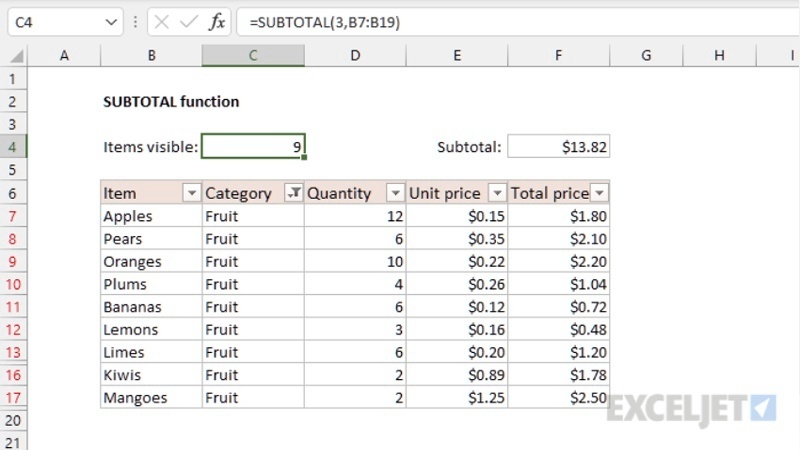 C4 fx =SUBTOTAL(3,B7:B19)
A B C D E F G H I
1
2 SUBTOTAL function
3
4 Items visible: 9 Subtotal: $13.82
5
6 Item Category Quantity Unit price Total price
7 Apples Fruit 12 $0.15 $1.80
8 Pears Fruit 6 $0.35 $2.10
9 Oranges Fruit 10 $0.22 $2.20
10 Plums Fruit 4 $0.26 $1.04
11 Bananas Fruit 6 $0.12 $0.72
12 Lemons Fruit 3 $0.16 $0.48
13 Limes Fruit 6 $0.20 $1.20
16 Kiwis Fruit 2 $0.89 $1.78
17 Mangoes Fruit 2 $1.25 $2.50
EXCELJET
20
21